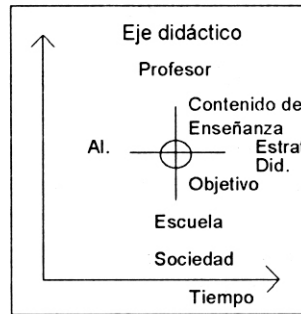 Eje didáctico
Profesor
Contenido de
Enseñanza
Al.
Estrat
Did.
Objetivo
Escuela
Sociedad
Tiempo